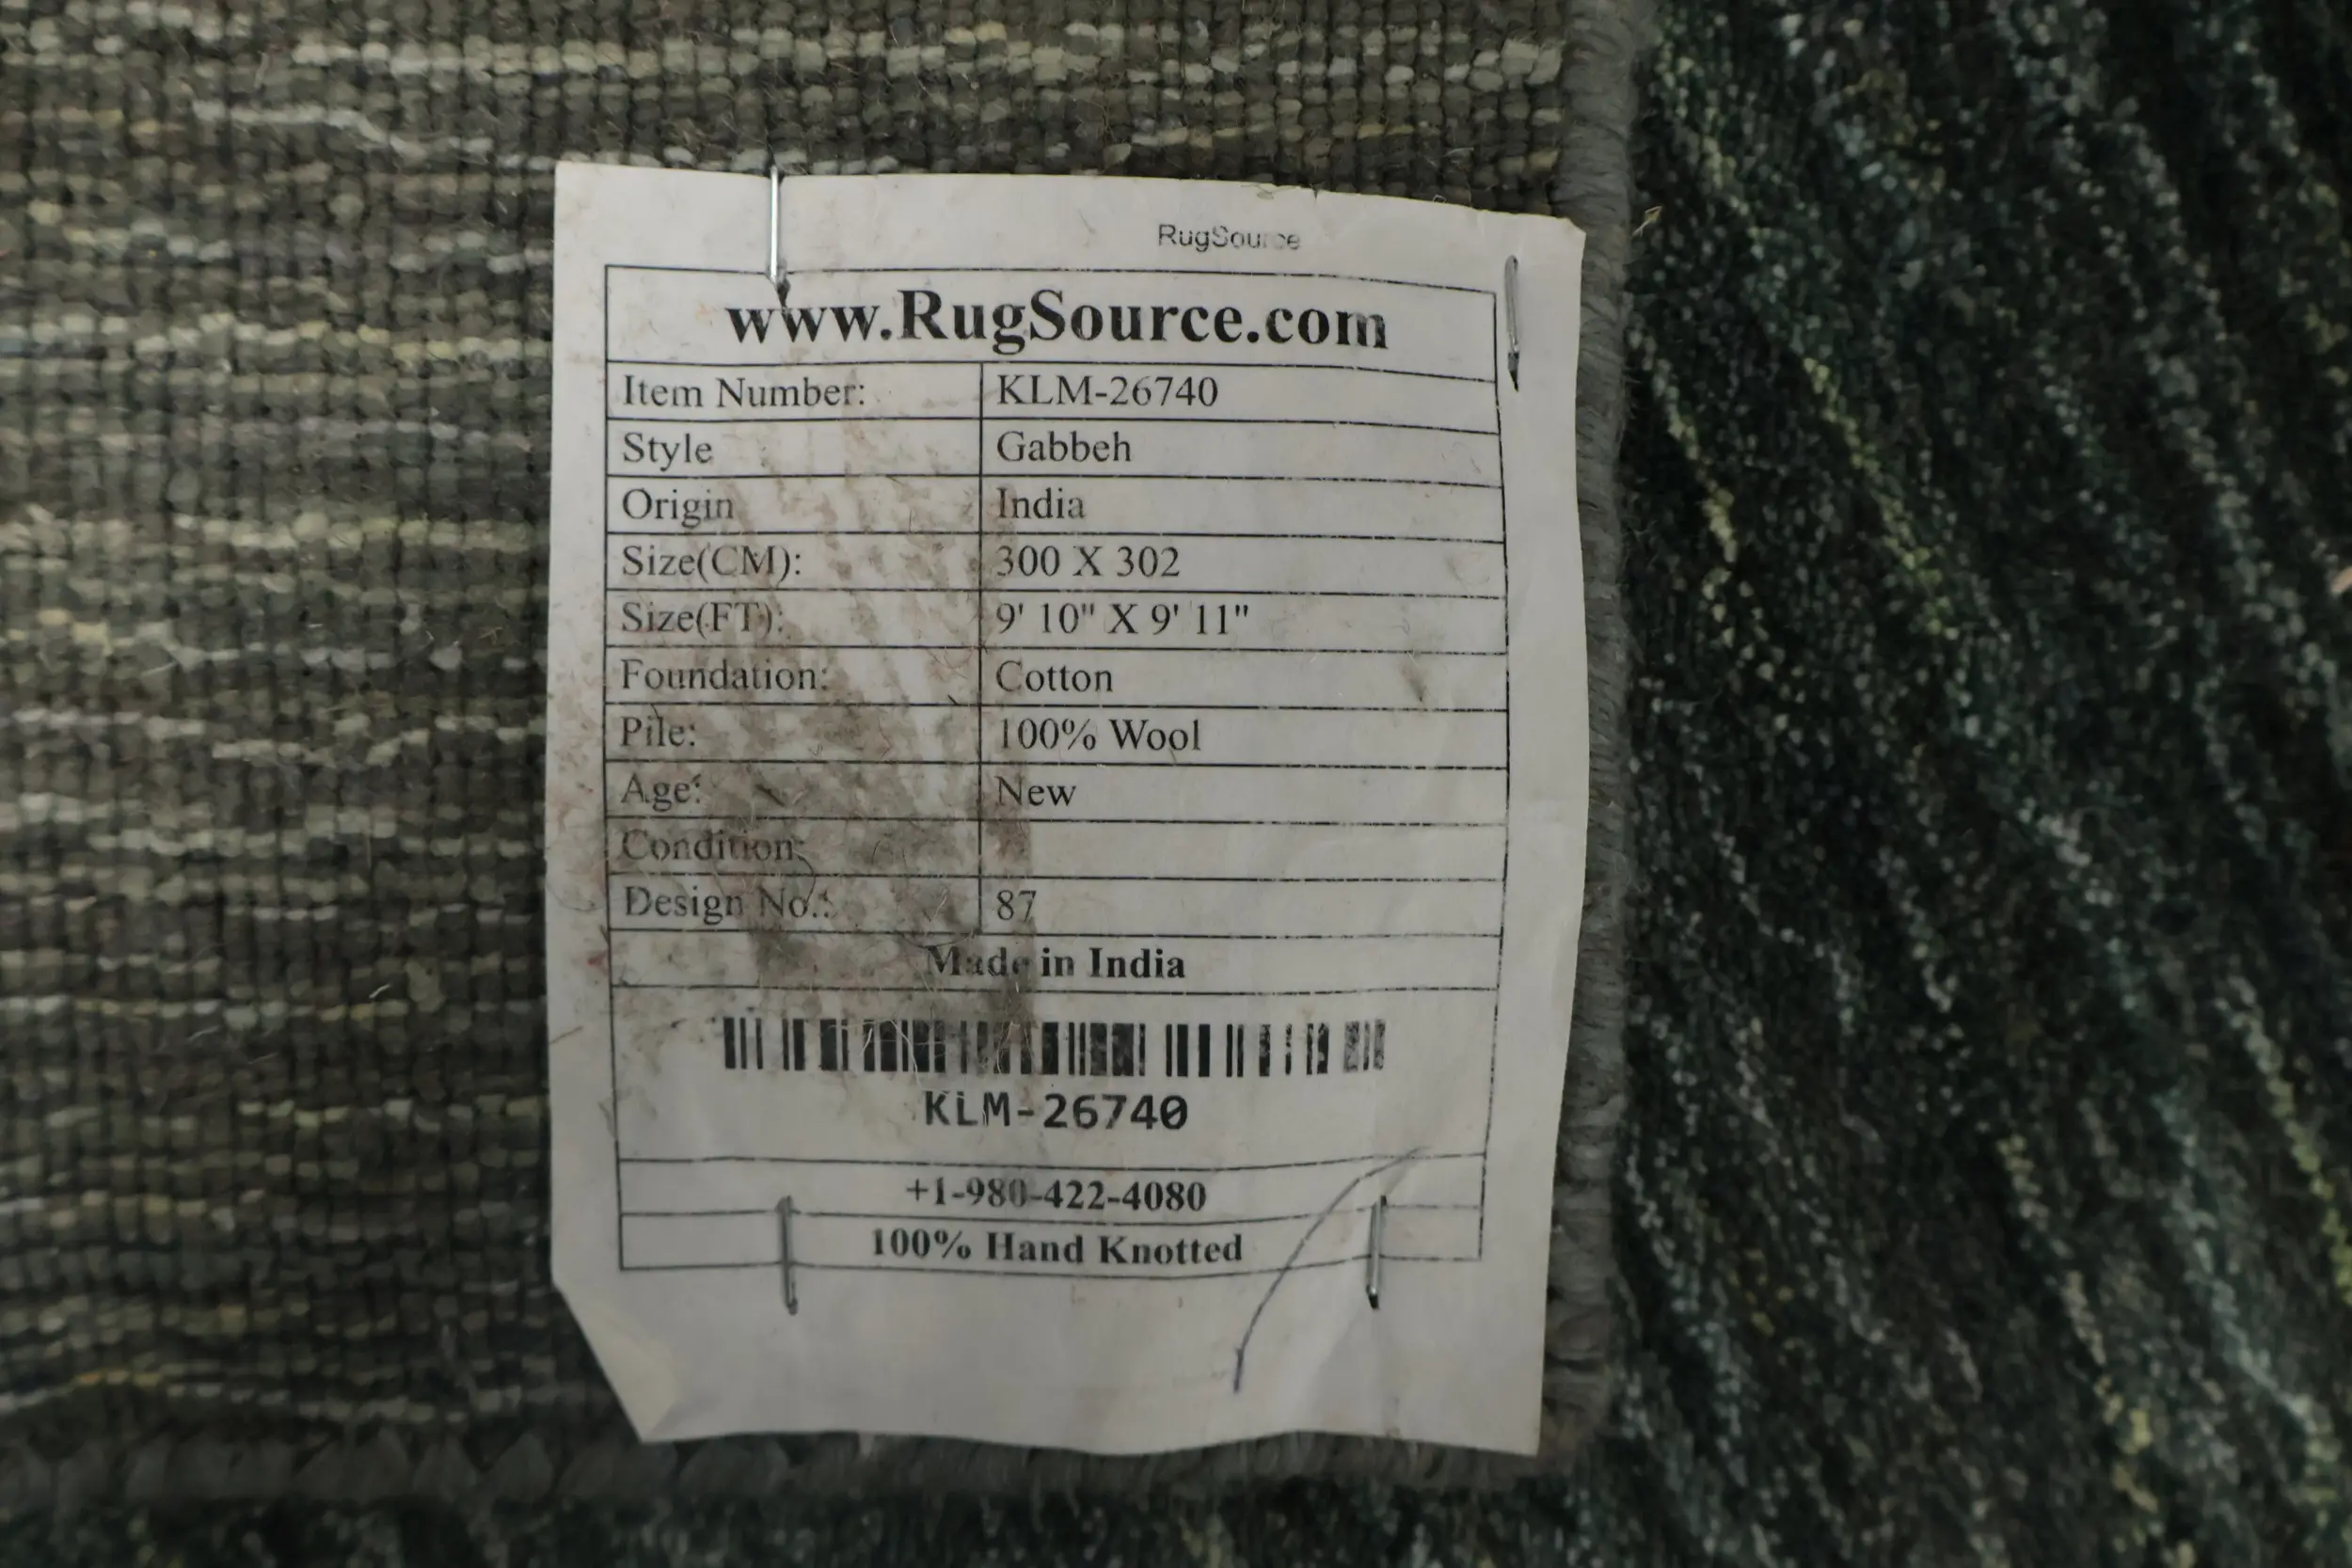 RugSource
www.RugSource.com
Item Number: KLM-26740
Style Gabbeh
Origin India
Size(CM): 300 X 302
Size(FT): 9' 10" X 9' 11"
Foundation: Cotton
Pile: 100% Wool
Age: New
Condition:
Design No.: 87
Made in India
KLM-26740
+1-980-422-4080
100% Hand Knotted